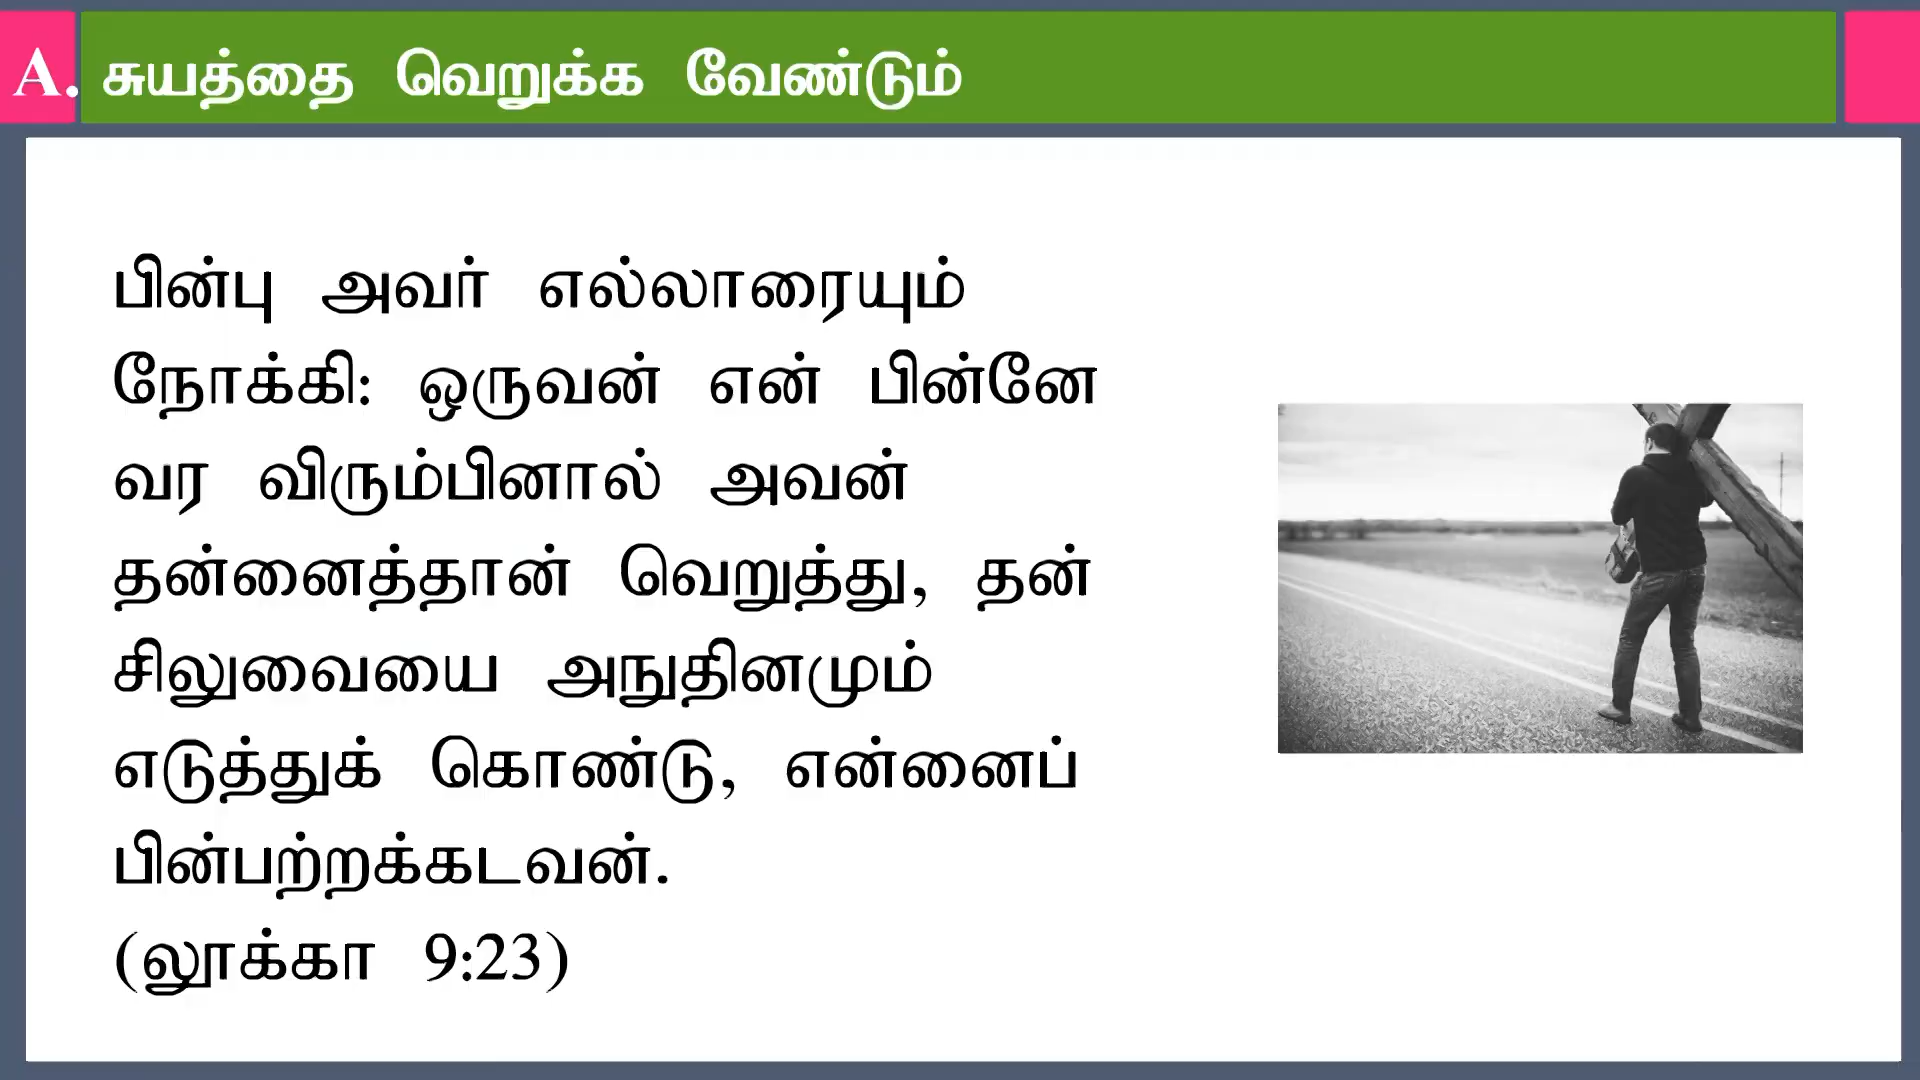 A. சுயத்தை வெறுக்க வேண்டும்
பின்பு அவர் எல்லாரையும்
நோக்கி: ஒருவன் என் பின்னே
வர விரும்பினால் அவன்
தன்னைத்தான் வெறுத்து, தன்
சிலுவையை அநுதினமும்
எடுத்துக் கொண்டு, என்னைப்
பின்பற்றக்கடவன்.
(லூக்கா 9:23)